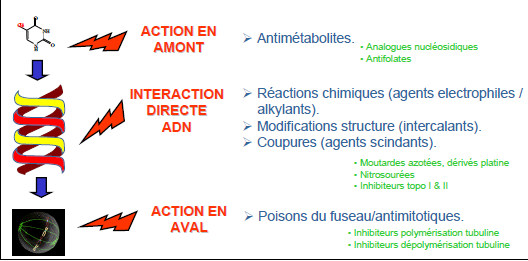 ACTION EN
AMONT
➢ Antimétabolites.
• Analogues nucléosidiques
• Antifolates
INTERACTION
DIRECTE
ADN
➢ Réactions chimiques (agents electrophiles /
alkylants).
➢ Modifications structure (intercalants).
➢ Coupures (agents scindants).
• Moutardes azotées, dérivés platine
• Nitrosourées
• Inhibiteurs topo I & II
ACTION EN
AVAL
➢ Poisons du fuseau/antimitotiques.
• Inhibiteurs polymérisation tubuline
• Inhibiteurs dépolymérisation tubuline